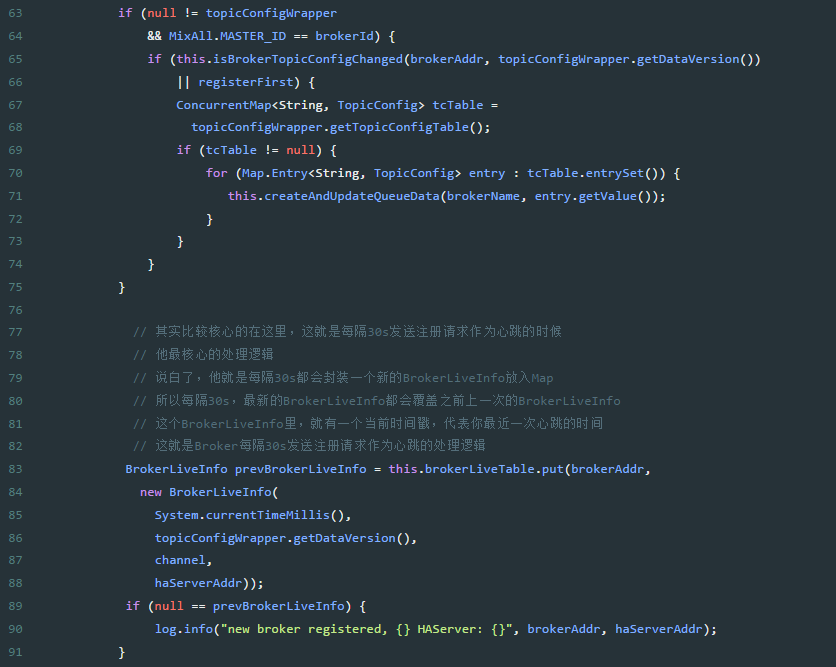 63 if (null != topicConfigWrapper
64 && MixAll.MASTER_ID == brokerId) {
65 if (this.isBrokerTopicConfigChanged(brokerAddr, topicConfigWrapper.getDataVersion())
66 || registerFirst) {
67 ConcurrentMap<String, TopicConfig> tcTable =
68 topicConfigWrapper.getTopicConfigTable();
69 if (tcTable != null) {
70 for (Map.Entry<String, TopicConfig> entry : tcTable.entrySet()) {
71 this.createAndUpdateQueueData(brokerName, entry.getValue());
72 }
73 }
74 }
75 }
76
77 // 其实比较核心的在这里，这就是每隔30s发送注册请求作为心跳的时候
78 // 他最核心的处理逻辑
79 // 说白了，他就是每隔30s都会封装一个新的BrokerLiveInfo放入Map
80 // 所以每隔30s，最新的BrokerLiveInfo都会覆盖之前上一次的BrokerLiveInfo
81 // 这个BrokerLiveInfo里，就有一个当前时间戳，代表你最近一次心跳的时间
82 // 这就是Broker每隔30s发送注册请求作为心跳的处理逻辑
83 BrokerLiveInfo prevBrokerLiveInfo = this.brokerLiveTable.put(brokerAddr,
84 new BrokerLiveInfo(
85 System.currentTimeMillis(),
86 topicConfigWrapper.getDataVersion(),
87 channel,
88 haServerAddr));
89 if (null == prevBrokerLiveInfo) {
90 log.info("new broker registered, {} HAServer: {}", brokerAddr, haServerAddr);
91 }